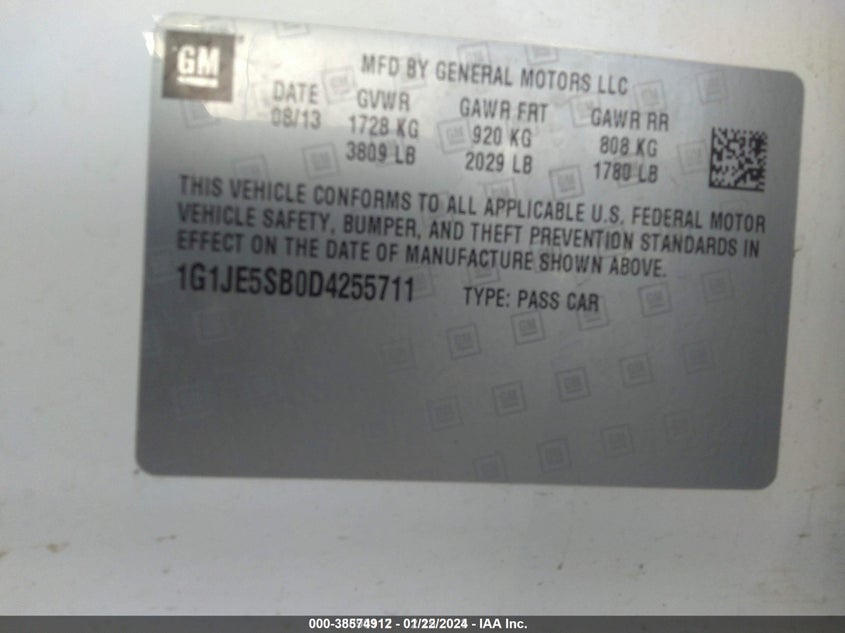 GM
MFD BY GENERAL MOTORS LLC
DATE GVWR GAWR FRT GAWR RR
08/13 1728 KG 920 KG 808 KG
3809 LB 2029 LB 1780 LB
THIS VEHICLE CONFORMS TO ALL APPLICABLE U.S. FEDERAL MOTOR
VEHICLE SAFETY, BUMPER, AND THEFT PREVENTION STANDARDS IN
EFFECT ON THE DATE OF MANUFACTURE SHOWN ABOVE.
1G1JE5SB0D4255711 TYPE: PASS CAR
000-38574912 - 01/22/2024 - IAA Inc.